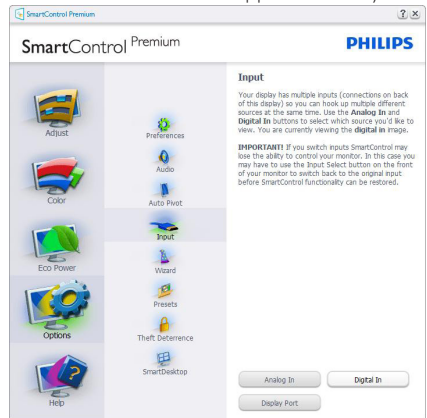 SmartControl Premium
SmartControl Premium
PHILIPS
Adjust
Color
Eco Power
Options
Help
Preferences
Audio
Auto Pivot
Input
Wizard
Presets
Theft Deterrence
SmartDesktop
Input
Your display has multiple inputs (connections on back
of this display) so you can hook up multiple different
sources at the same time. Use the Analog In and
Digital In buttons to select which source you'd like to
view. You are currently viewing the digital in image.
IMPORTANT! If you switch inputs SmartControl may
lose the ability to control your monitor. In this case you
may have to use the Input Select button on the front
of your monitor to switch back to the original input
before SmartControl functionality can be restored.
Analog In
Digital In
Display Port